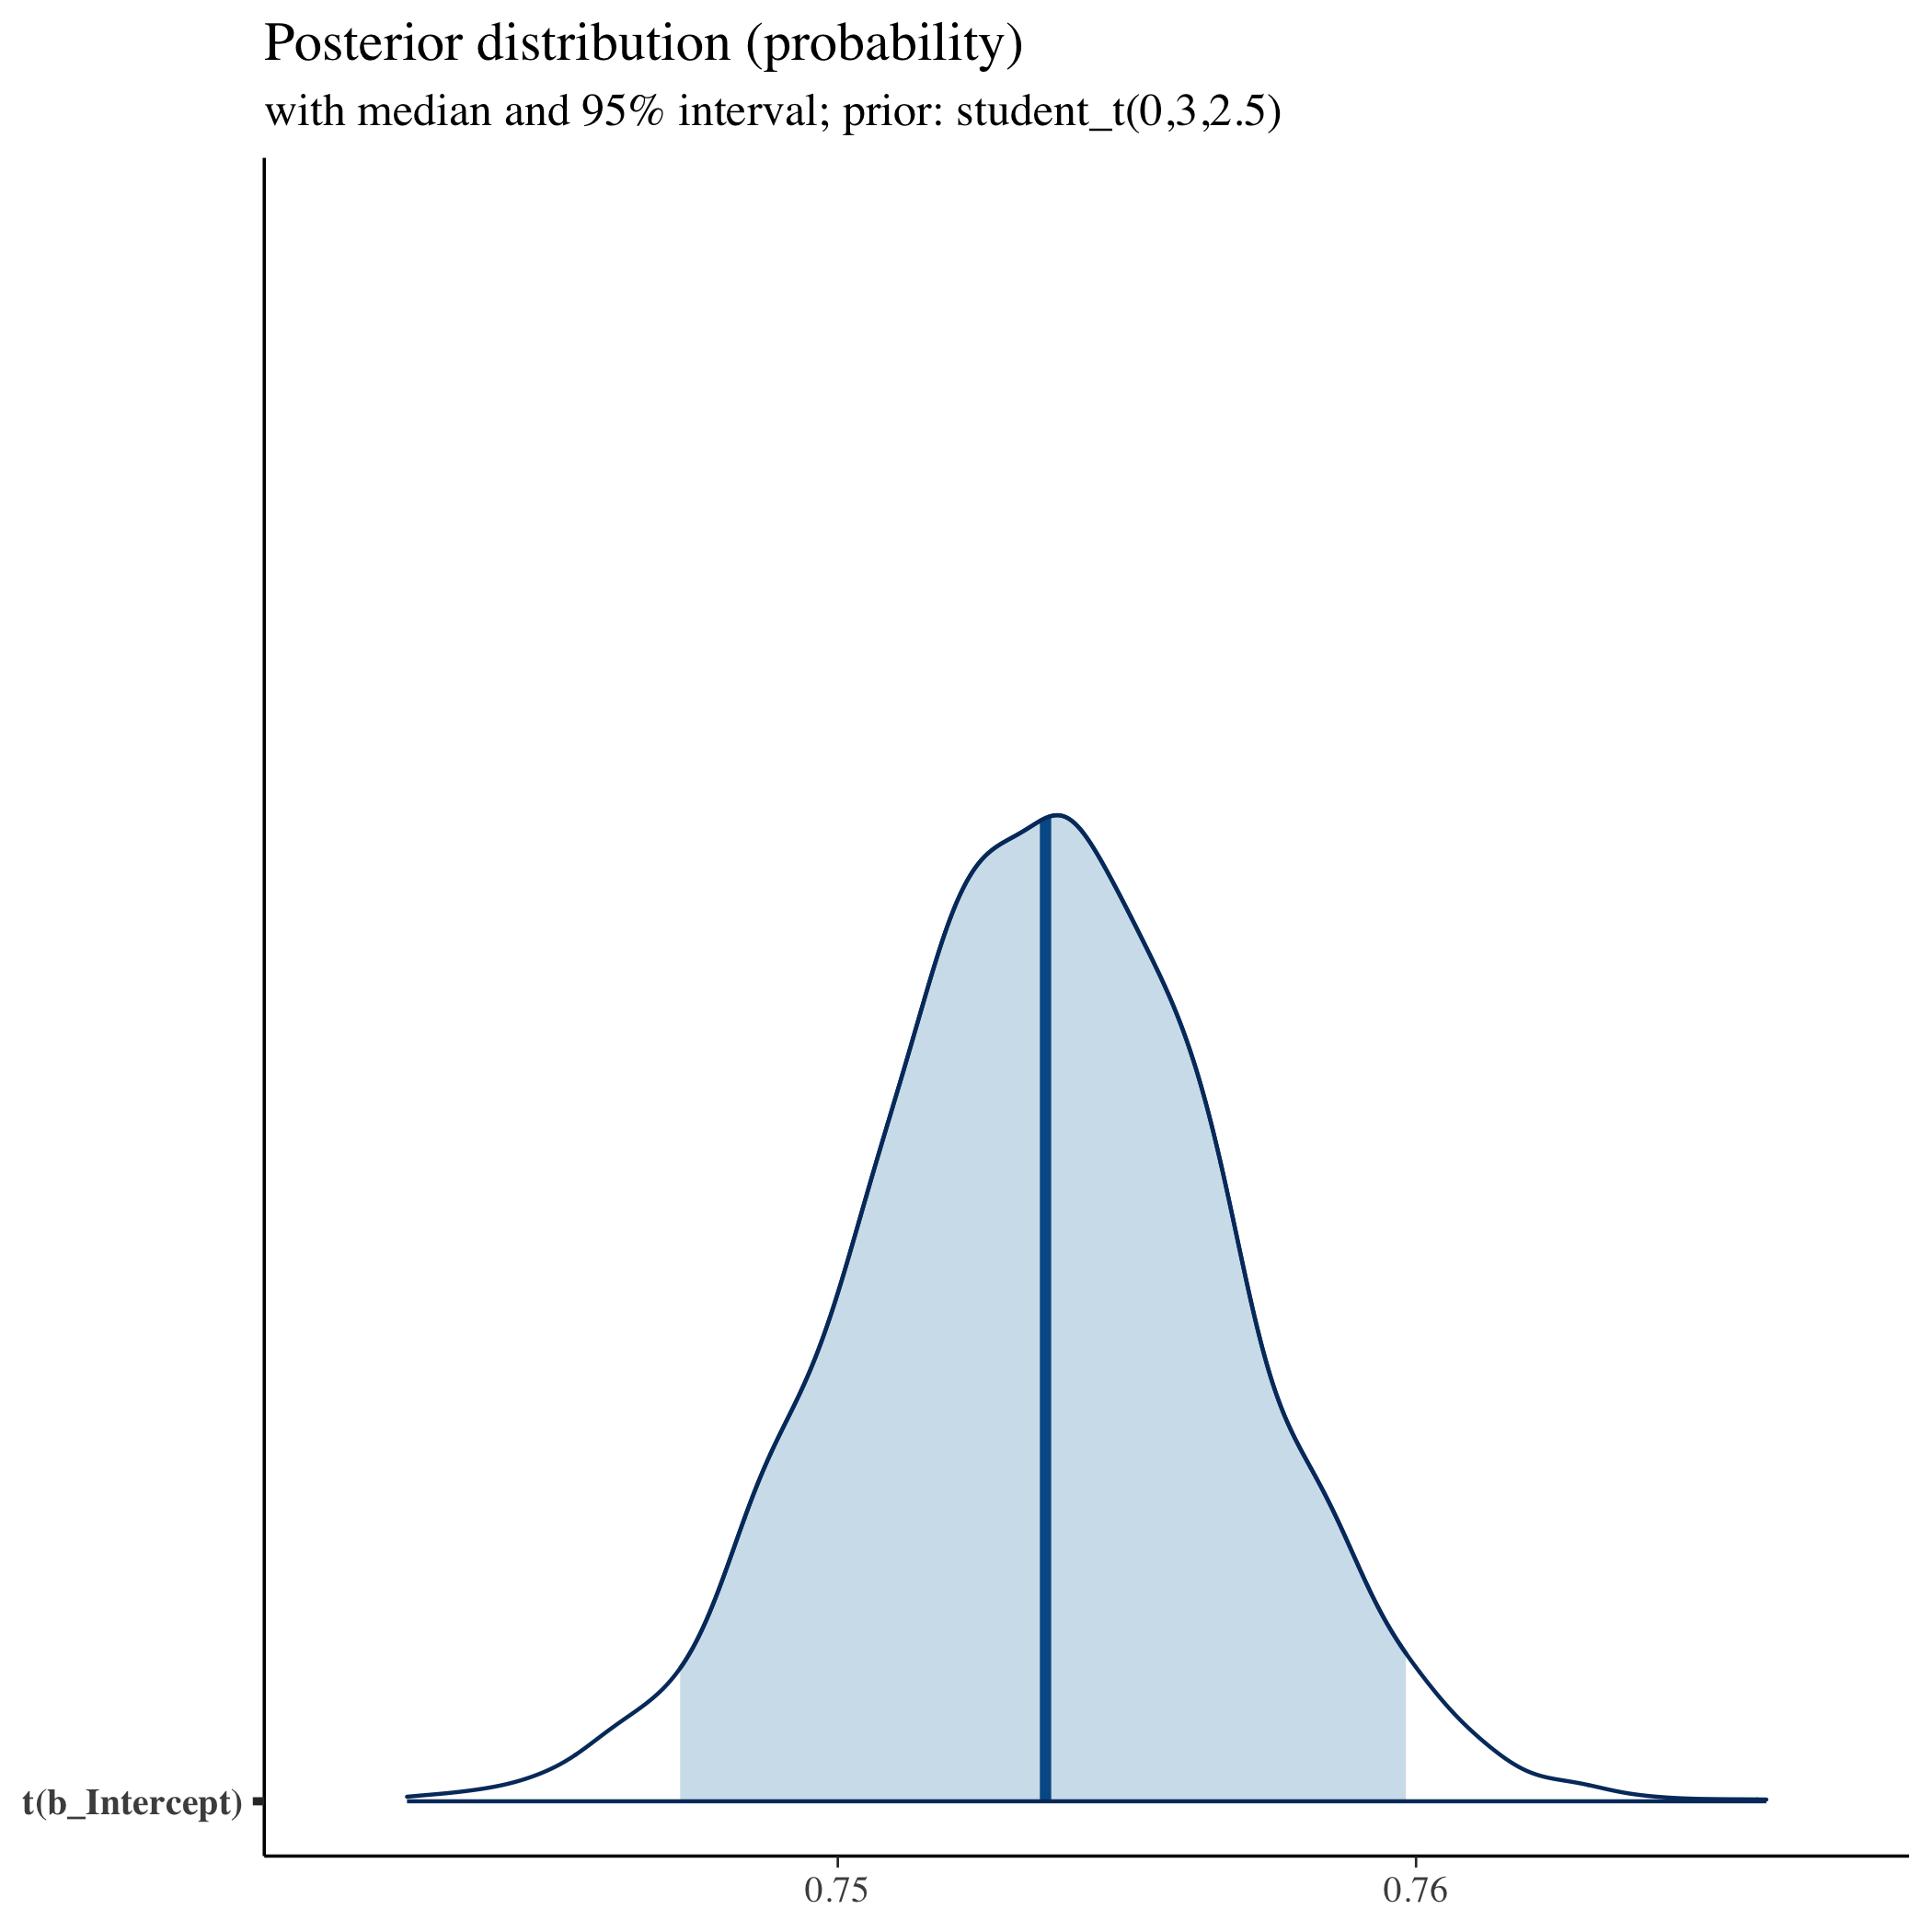 Posterior distribution (probability)
with median and 95% interval; prior: student_t(0,3,2.5)
t(b_Intercept)
0.75
0.76